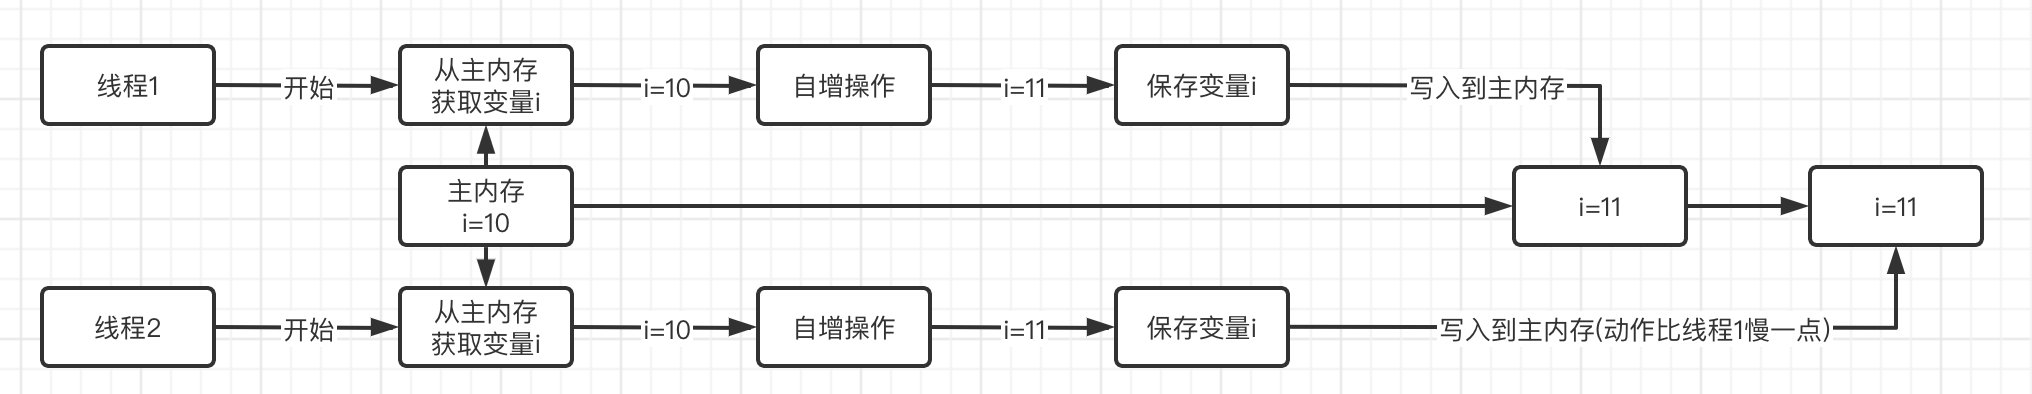 线程1
开始
从主内存
获取变量i
i=10
自增操作
i=11
保存变量i
写入到主内存
主内存
i=10
i=11
i=11
线程2
开始
从主内存
获取变量i
i=10
自增操作
i=11
保存变量i
写入到主内存(动作比线程1慢一点)